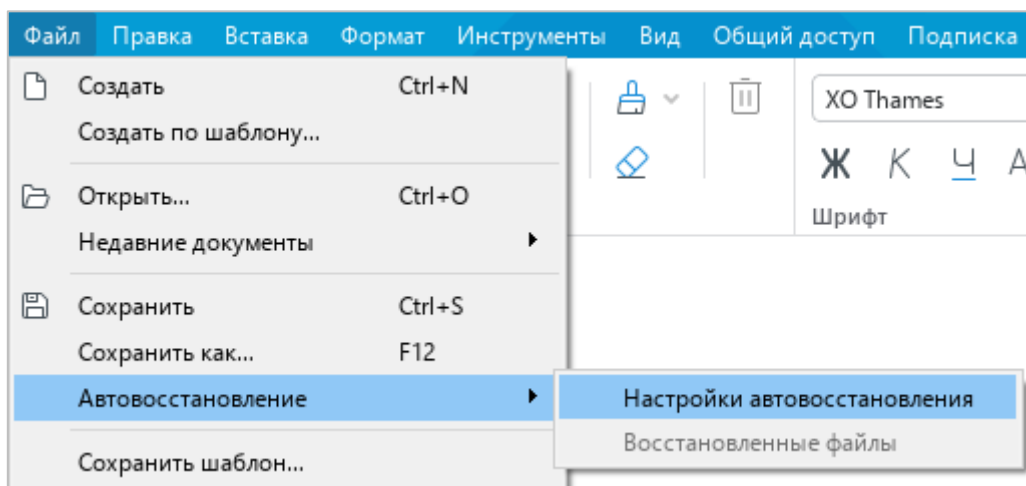 Файл Правка Вставка Формат Инструменты Вид Общий доступ Подписка
Создать Ctrl+N
Создать по шаблону...
Открыть... Ctrl+O
Недавние документы
Сохранить Ctrl+S
Сохранить как... F12
Автовосстановление
Сохранить шаблон...
XO Thames
Ж К Ч А
Шрифт
Настройки автовосстановления
Восстановленные файлы